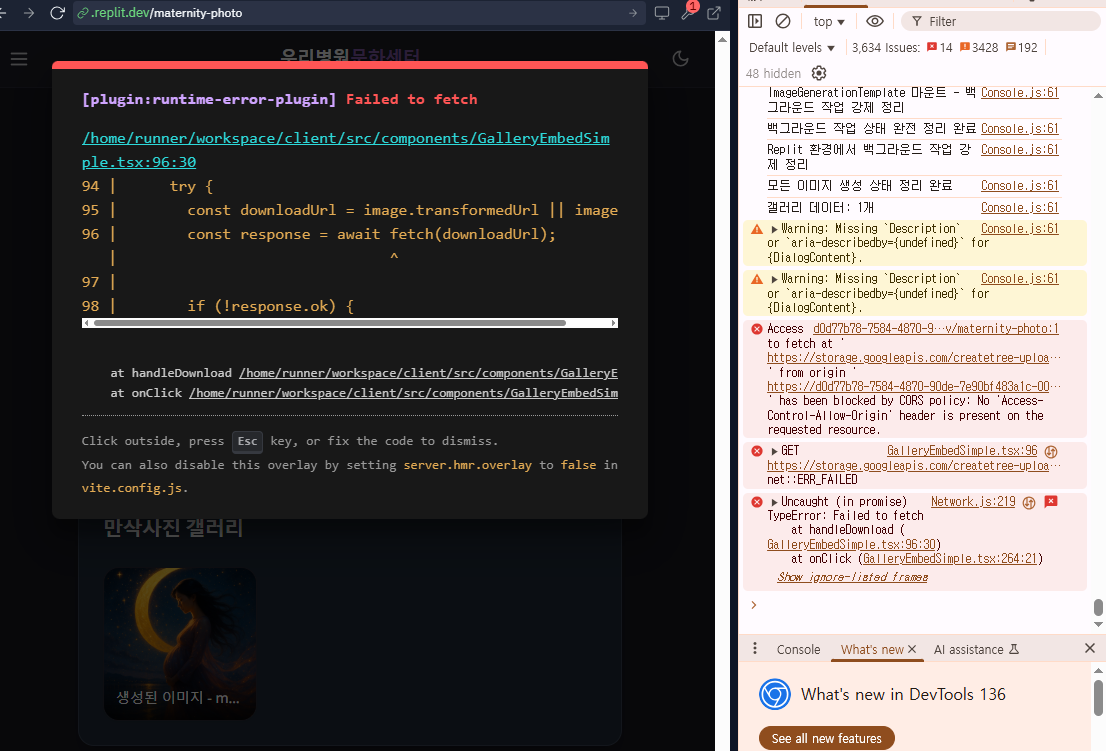 .replit.dev/maternity-photo
1
우리병원문화센터
[plugin:runtime-error-plugin] Failed to fetch
/home/runner/workspace/client/src/components/GalleryEmbedSim
ple.tsx:96:30
94 | try {
95 | const downloadUrl = image.transformedUrl || image
96 | const response = await fetch(downloadUrl);
| ^
97 |
98 | if (!response.ok) {
at handleDownload /home/runner/workspace/client/src/components/GalleryE
at onClick /home/runner/workspace/client/src/components/GalleryEmbedSim
Click outside, press Esc key, or fix the code to dismiss.
You can also disable this overlay by setting server.hmr.overlay to false in
vite.config.js.
만삭사진 갤러리
생성된 이미지 - m...
top
Filter
Default levels
3,634 Issues: 14 3428 192
48 hidden
ImageGenerationTemplate 마운트 - 백 Console.js:61
그라운드 작업 강제 정리
백그라운드 작업 상태 완전 정리 완료 Console.js:61
Replit 환경에서 백그라운드 작업 강 Console.js:61
제 정리
모든 이미지 생성 상태 정리 완료 Console.js:61
갤러리 데이터: 1개 Console.js:61
Warning: Missing `Description` Console.js:61
or `aria-describedby={undefined}` for
{DialogContent}.
Warning: Missing `Description` Console.js:61
or `aria-describedby={undefined}` for
{DialogContent}.
Access d0d77b78-7584-4870-9…v/maternity-photo:1
to fetch at '
https://storage.googleapis.com/createtree-uploa…
' from origin '
https://d0d77b78-7584-4870-90de-7e90bf483a1c-00…
' has been blocked by CORS policy: No 'Access-
Control-Allow-Origin' header is present on the
requested resource.
GET GalleryEmbedSimple.tsx:96
https://storage.googleapis.com/createtree-uploa…
net::ERR_FAILED
Uncaught (in promise) Network.js:219
TypeError: Failed to fetch
at handleDownload (
GalleryEmbedSimple.tsx:96:30)
at onClick (GalleryEmbedSimple.tsx:264:21)
Show ignore-listed frames
Console
What's new
AI assistance
What's new in DevTools 136
See all new features